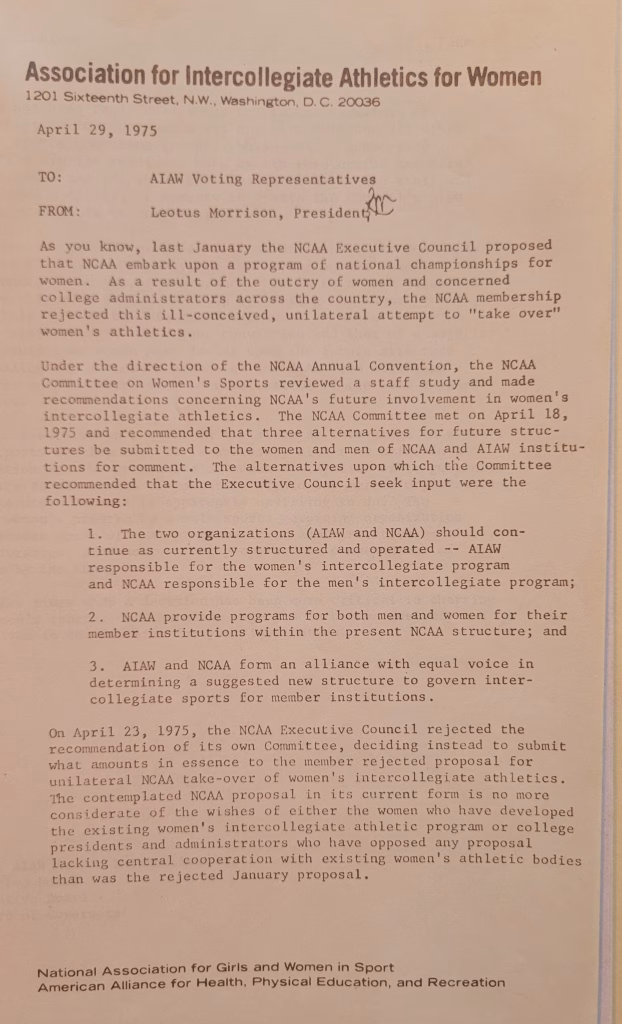 Association for Intercollegiate Athletics for Women
1201 Sixteenth Street, N.W., Washington, D. C. 20036
April 29, 1975
TO: AIAW Voting Representatives
FROM: Leotus Morrison, President
As you know, last January the NCAA Executive Council proposed
that NCAA embark upon a program of national championships for
women. As a result of the outcry of women and concerned
college administrators across the country, the NCAA membership
rejected this ill-conceived, unilateral attempt to "take over"
women's athletics.
Under the direction of the NCAA Annual Convention, the NCAA
Committee on Women's Sports reviewed a staff study and made
recommendations concerning NCAA's future involvement in women's
intercollegiate athletics. The NCAA Committee met on April 18,
1975 and recommended that three alternatives for future struc-
tures be submitted to the women and men of NCAA and AIAW institu-
tions for comment. The alternatives upon which the Committee
recommended that the Executive Council seek input were the
following:
1. The two organizations (AIAW and NCAA) should con-
tinue as currently structured and operated -- AIAW
responsible for the women's intercollegiate program
and NCAA responsible for the men's intercollegiate program;
2. NCAA provide programs for both men and women for their
member institutions within the present NCAA structure; and
3. AIAW and NCAA form an alliance with equal voice in
determining a suggested new structure to govern inter-
collegiate sports for member institutions.
On April 23, 1975, the NCAA Executive Council rejected the
recommendation of its own Committee, deciding instead to submit
what amounts in essence to the member rejected proposal for
unilateral NCAA take-over of women's intercollegiate athletics.
The contemplated NCAA proposal in its current form is no more
considerate of the wishes of either the women who have developed
the existing women's intercollegiate athletic program or college
presidents and administrators who have opposed any proposal
lacking central cooperation with existing women's athletic bodies
than was the rejected January proposal.
National Association for Girls and Women in Sport
American Alliance for Health, Physical Education, and Recreation